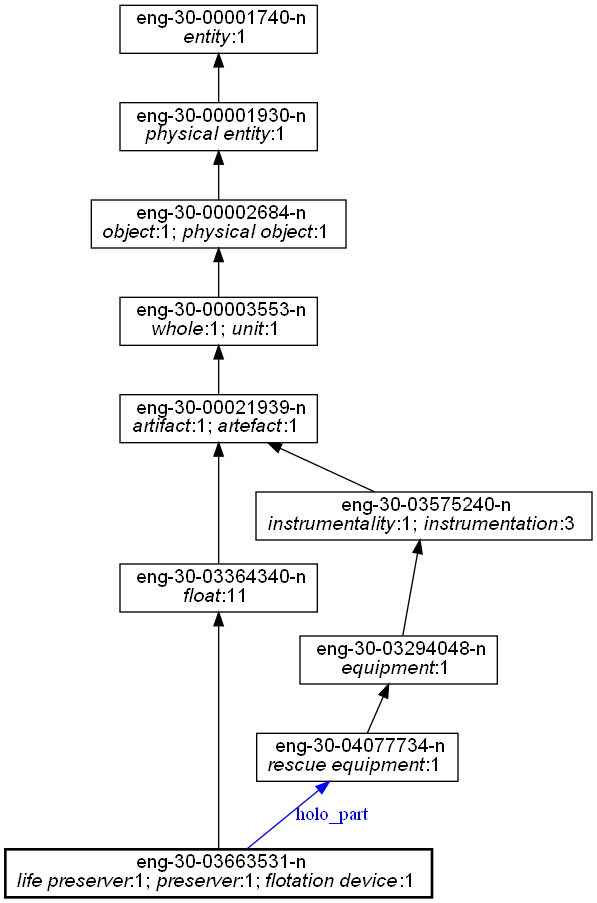 eng-30-00001740-n
entity:1
eng-30-00001930-n
physical entity:1
eng-30-00002684-n
object:1; physical object:1
eng-30-00003553-n
whole:1; unit:1
eng-30-00021939-n
artifact:1; artefact:1
eng-30-03575240-n
instrumentality:1; instrumentation:3
eng-30-03364340-n
float:11
eng-30-03294048-n
equipment:1
eng-30-04077734-n
rescue equipment:1
holo_part
eng-30-03663531-n
life preserver:1; preserver:1; flotation device:1